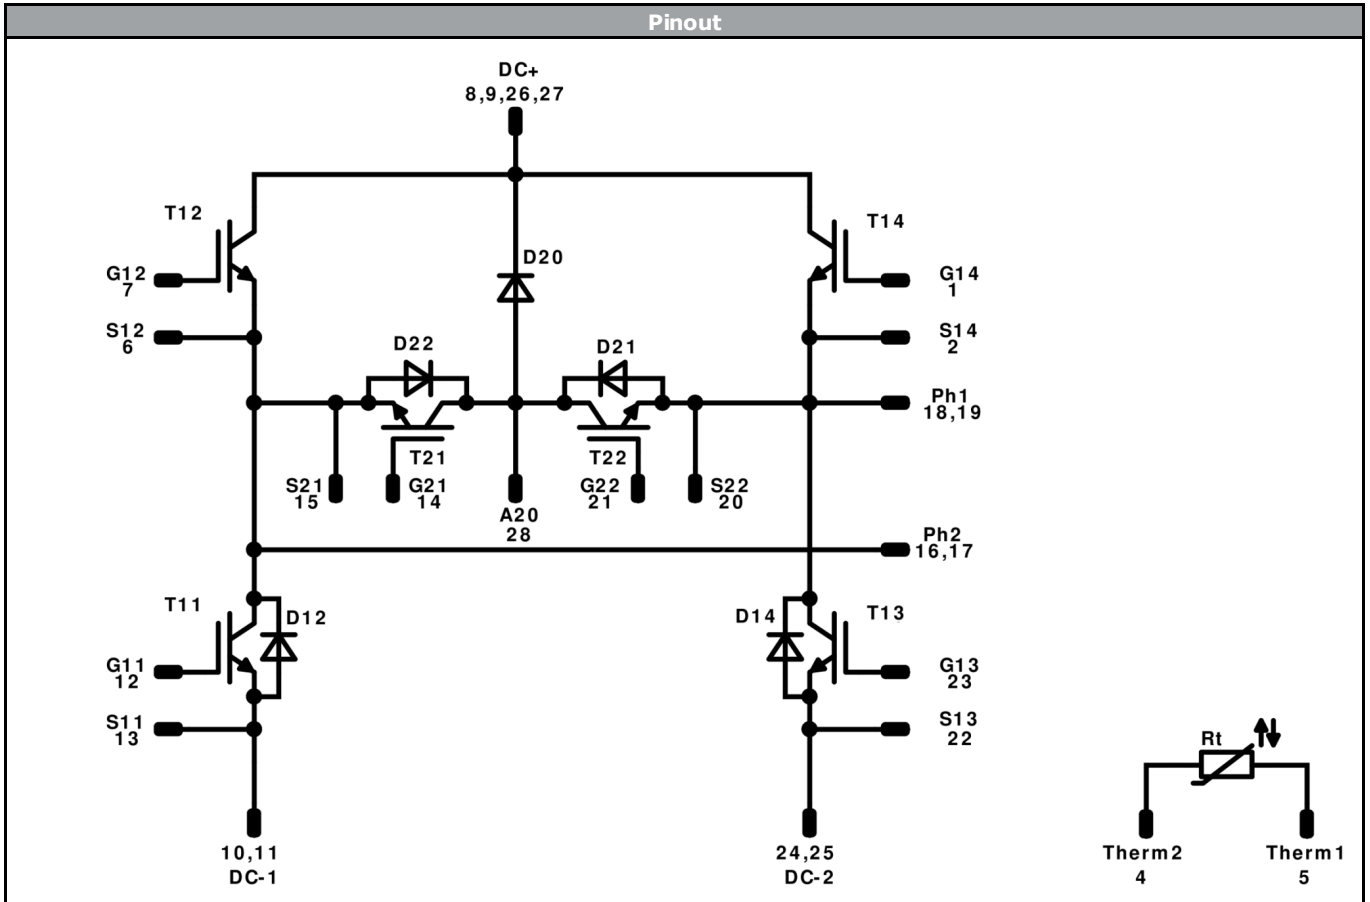 Pinout
DC+
8,9,26,27
T12
T14
D20
G12
7
G14
1
S12
6
S14
2
D22
D21
Ph1
18,19
T21
T22
S21
15
G21
14
A20
28
G22
21
S22
20
Ph2
16,17
T11
D12
D14
T13
G11
12
G13
23
S11
13
S13
22
Rt
10,11
DC-1
24,25
DC-2
Therm2
4
Therm1
5